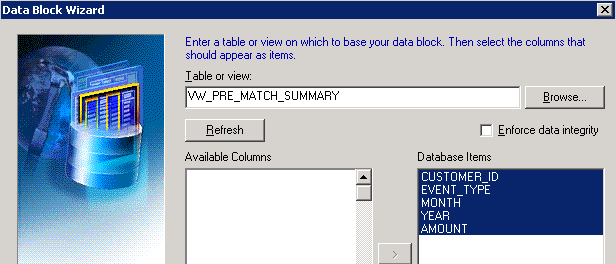 Data Block Wizard
Enter a table or view on which to base your data block. Then select the columns that
should appear as items.
Table or view:
VW_PRE_MATCH_SUMMARY
Browse...
Refresh
Enforce data integrity
Available Columns
Database Items
CUSTOMER_ID
EVENT_TYPE
MONTH
YEAR
AMOUNT
>